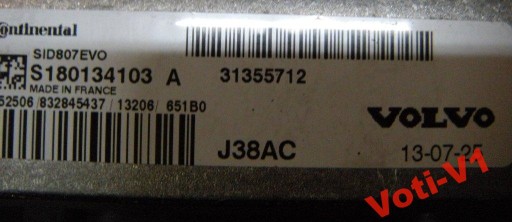 Continental
SID807EVO
S180134103 A 31355712
MADE IN FRANCE
52506/832845437/13206/651B0
VOLVO
J38AC 13-07-25
Voti-V1